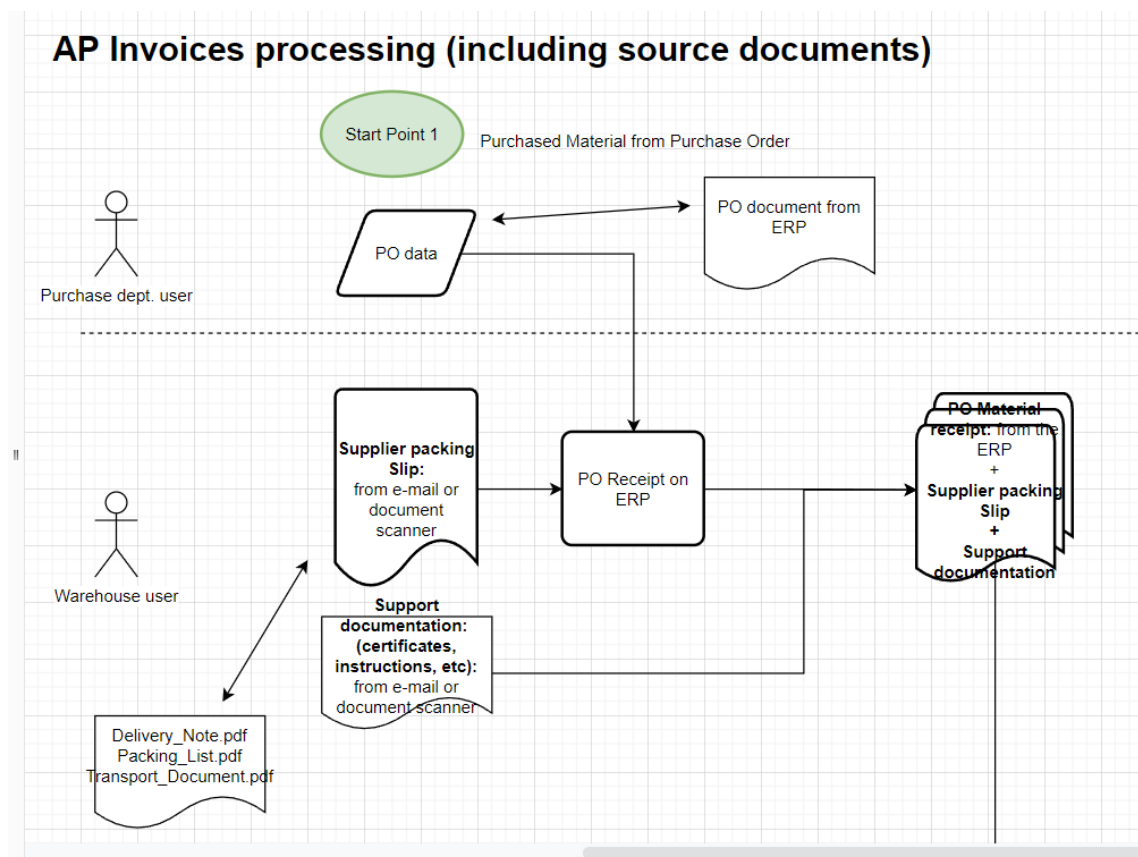 AP Invoices processing (including source documents)
Start Point 1
Purchased Material from Purchase Order
PO document from
ERP
PO data
Purchase dept. user
Supplier packing
Slip:
from e-mail or
document
scanner
PO Receipt on
ERP
PO Material
receipt: from the
ERP
+
Supplier packing
Slip
+
Support
documentation
Warehouse user
Support
documentation:
(certificates,
instructions, etc):
from e-mail or
document scanner
Delivery_Note.pdf
Packing_List.pdf
Transport_Document.pdf